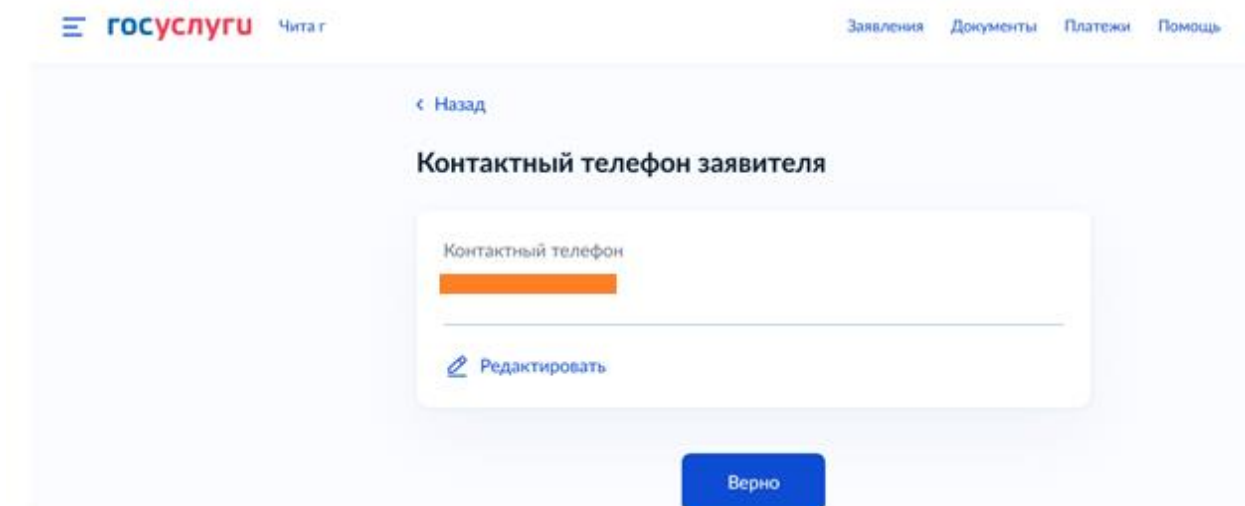 госуслуги Чита г Заявления Документы Платежи Помощь
Назад
Контактный телефон заявителя
Контактный телефон
Редактировать
Верно